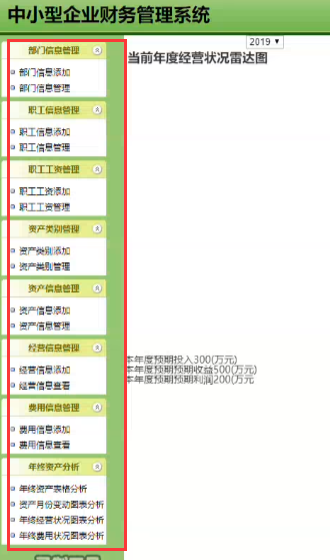 中小型企业财务管理系统
2019
当前年度经营状况雷达图
部门信息管理
部门信息添加
部门信息管理
职工信息管理
职工信息添加
职工信息管理
职工工资管理
职工工资添加
职工工资管理
资产类别管理
资产类别添加
资产类别管理
资产信息管理
资产信息添加
资产信息管理
经营信息管理
经营信息添加
经营信息查看
费用信息管理
费用信息添加
费用信息查看
年终资产分析
年终资产表格分析
资产月份变动图表分析
年终经营状况图表分析
年终费用状况图表分析
本年度预期投入300(万元)
本年度预期预期收益500(万元)
本年度预期预期利润200(万元